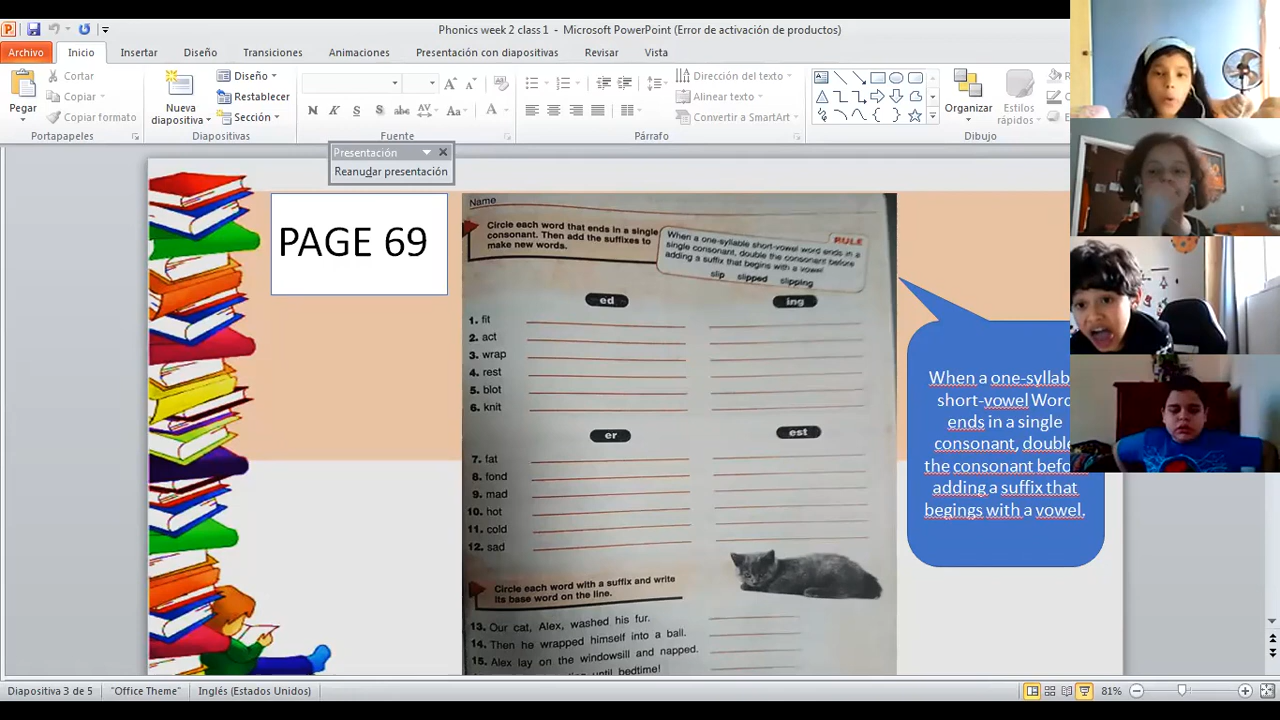 Phonics week 2 class 1 - Microsoft PowerPoint (Error de activación de productos)
Archivo Inicio Insertar Diseño Transiciones Animaciones Presentación con diapositivas Revisar Vista
Pegar
Cortar
Copiar
Copiar formato
Portapapeles
Nueva diapositiva
Diseño
Restablecer
Sección
Diapositivas
N K S S abc AV Aa A
Fuente
Dirección del texto
Alinear texto
Convertir a SmartArt
Párrafo
Organizar
Estilos rápidos
Dibujo
Presentación
Reanudar presentación
PAGE 69
Name
Circle each word that ends in a single
consonant. Then add the suffixes to
make new words.
RULE
When a one-syllable short-vowel word ends in a
single consonant, double the consonant before
adding a suffix that begins with a vowel.
slip slipped slipping
ed ing
1. fit
2. act
3. wrap
4. rest
5. blot
6. knit
er est
7. fat
8. fond
9. mad
10. hot
11. cold
12. sad
Circle each word with a suffix and write
its base word on the line.
13. Our cat, Alex, washed his fur.
14. Then he wrapped himself into a ball.
15. Alex lay on the windowsill and napped.
until bedtime!
When a one-syllab
short-vowel Word
ends in a single
consonant, double
the consonant befo
adding a suffix that
begings with a vowel.
Diapositiva 3 de 5 "Office Theme" Inglés (Estados Unidos) 81%